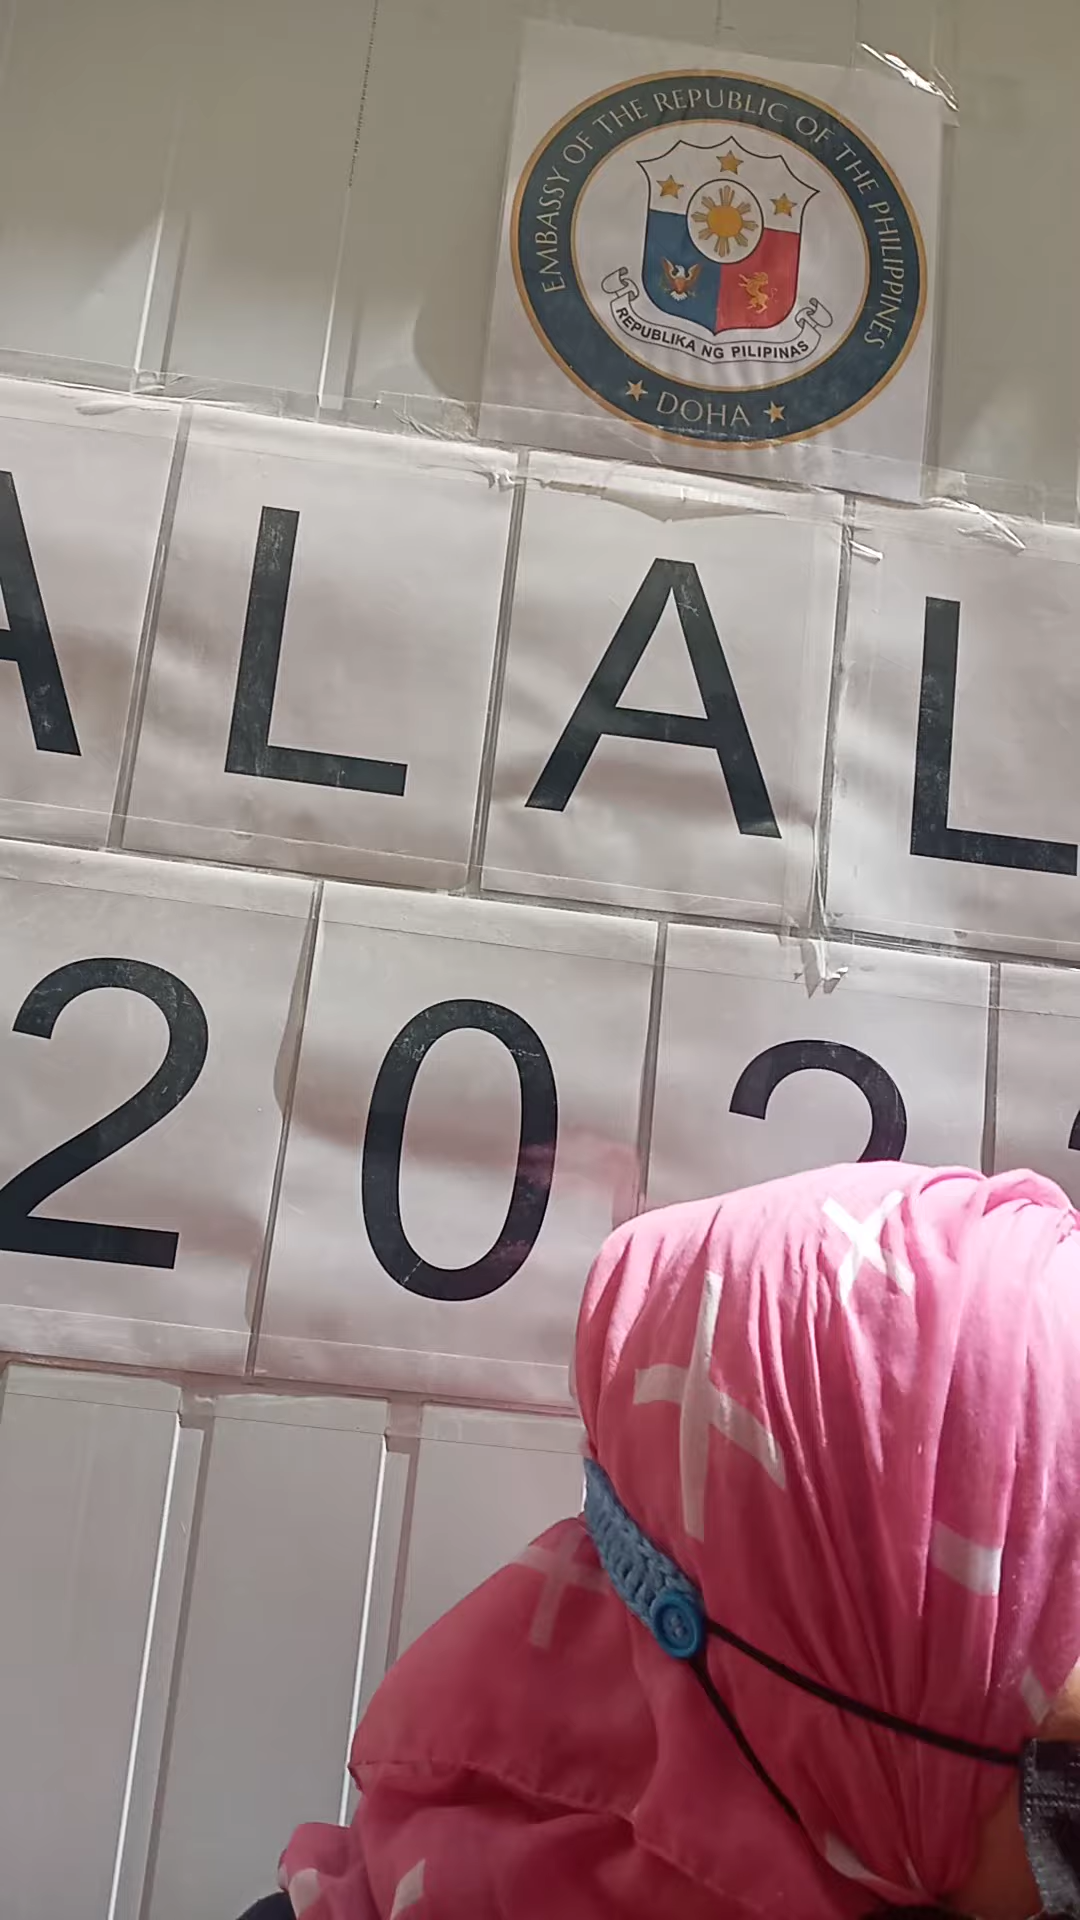 EMBASSY OF THE REPUBLIC OF THE PHILIPPINES
REPUBLIKA NG PILIPINAS
★ DOHA ★
ALAL
202